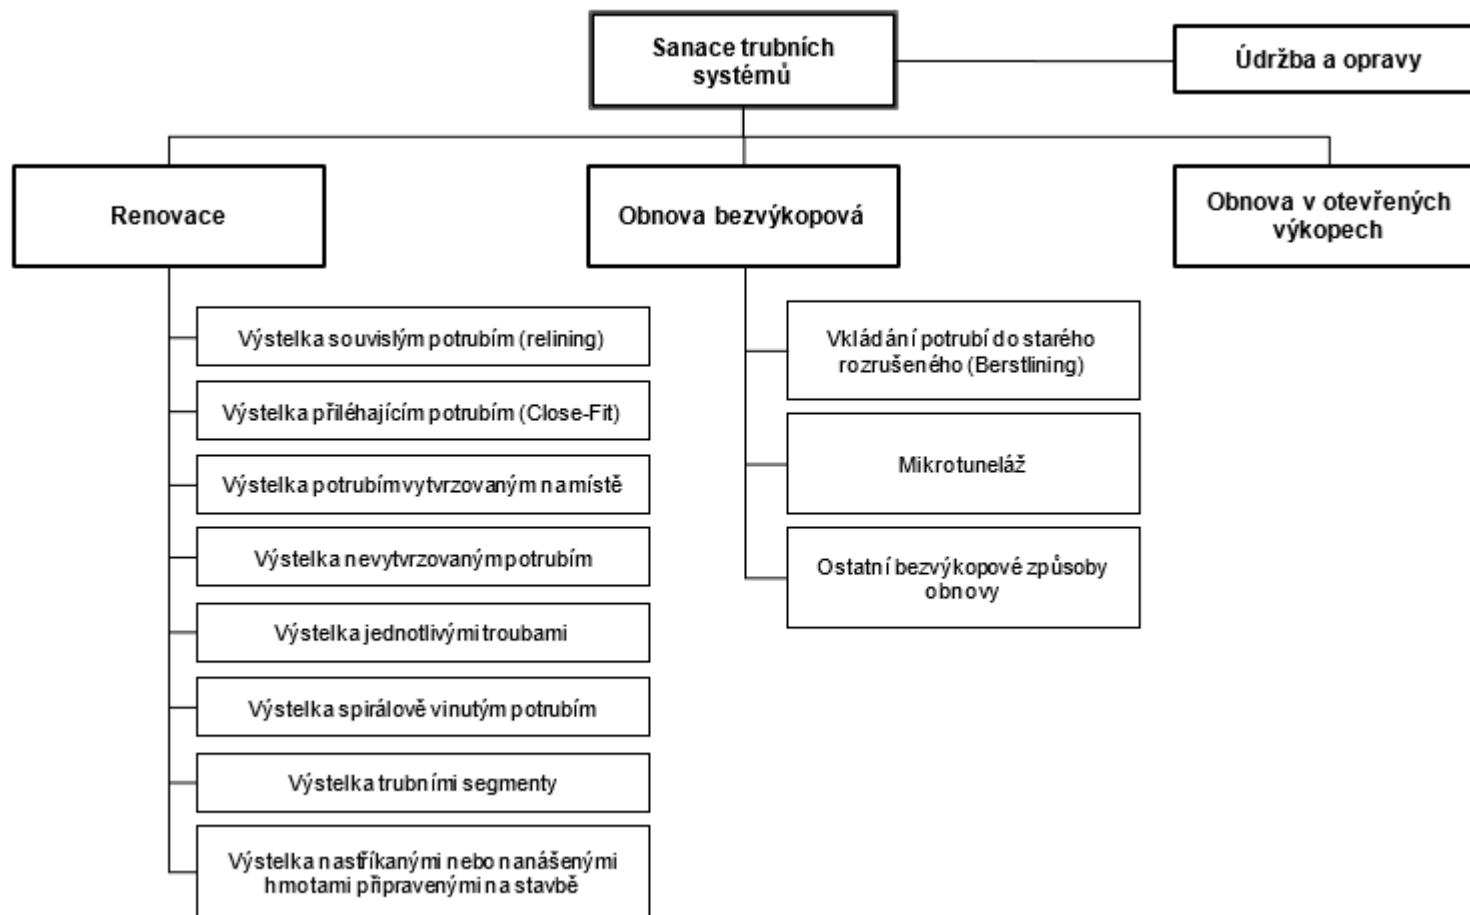 Sanace trubních
systémů
Údržba a opravy
Renovace
Obnova bezvýkopová
Obnova v otevřených
výkopech
Výstelka souvislým potrubím (relining)
Výstelka přiléhajícím potrubím (Close-Fit)
Výstelka potrubím vytvrzovaným na místě
Výstelka nevytvrzovaným potrubím
Výstelka jednotlivými troubami
Výstelka spirálově vinutým potrubím
Výstelka trubními segmenty
Výstelka nastříkanými nebo nanášenými
hmotami připravenými na stavbě
Vkládání potrubí do starého
rozrušeného (Berstlining)
Mikrotuneláž
Ostatní bezvýkopové způsoby
obnovy